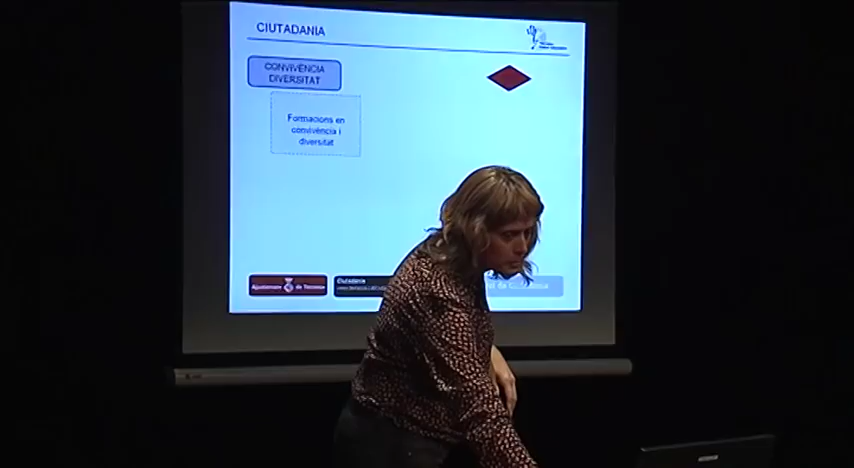 CIUTADANIA
CONVIVÈNCIA
DIVERSITAT
Formacions en
convivència i
diversitat
Ajuntament de Terrassa
Ciutadania